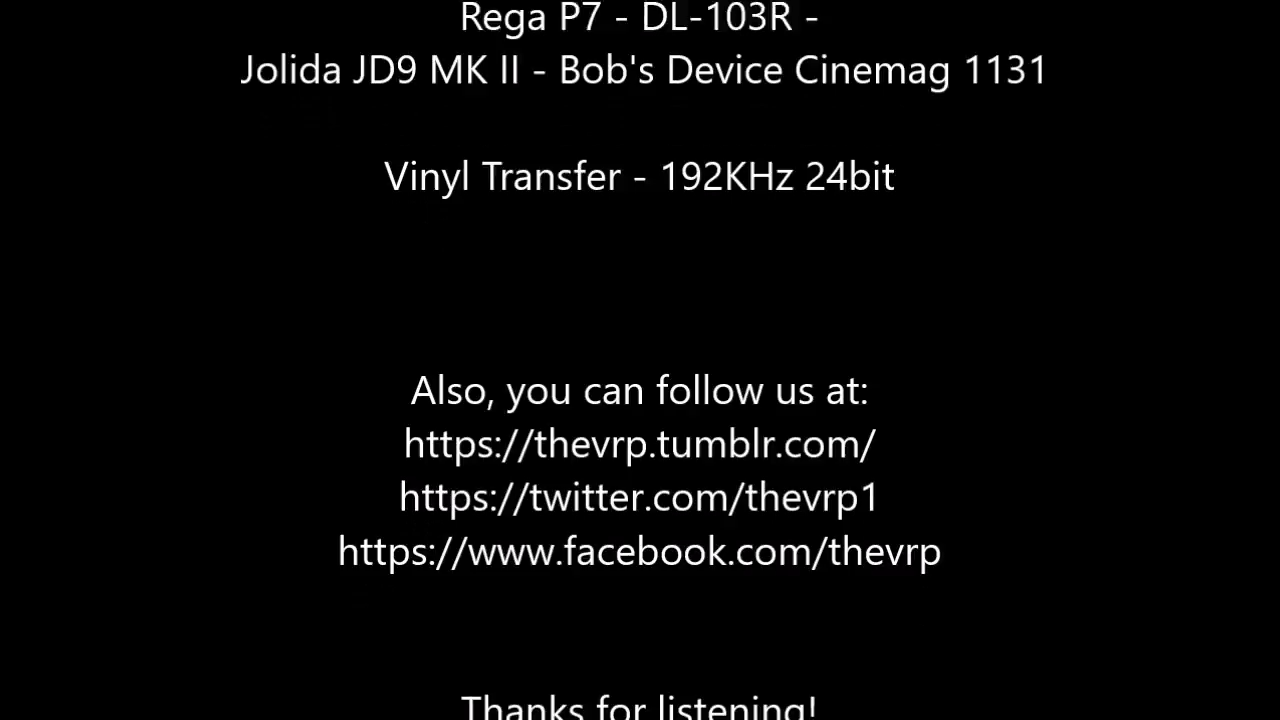 Rega P7 - DL-103R -
Jolida JD9 MK II - Bob's Device Cinemag 1131
Vinyl Transfer - 192KHz 24bit
Also, you can follow us at:
https://thevrp.tumblr.com/
https://twitter.com/thevrp1
https://www.facebook.com/thevrp
Thanks for listening!